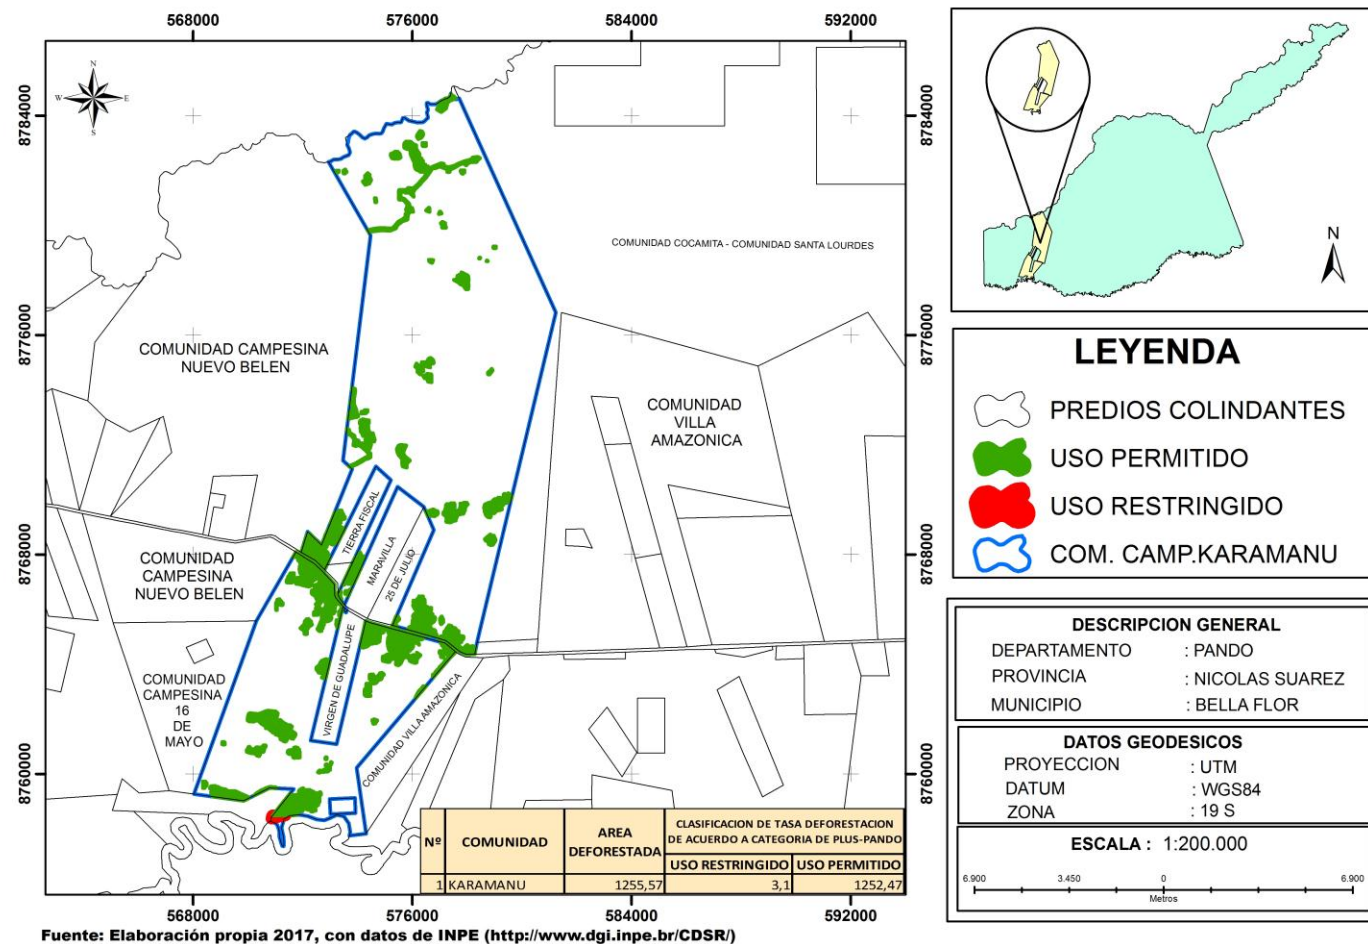 568000
576000
584000
592000
8784000
8776000
8768000
8760000
N
W
E
S
COMUNIDAD COCAMITA - COMUNIDAD SANTA LOURDES
COMUNIDAD CAMPESINA
NUEVO BELEN
COMUNIDAD
VILLA
AMAZONICA
TIERRA FISCAL
MARAVILLA
25 DE JULIO
COMUNIDAD
CAMPESINA
NUEVO BELEN
VIRGEN DE GUADALUPE
COMUNIDAD
CAMPESINA
16
DE
MAYO
COMUNIDAD VILLA AMAZONICA
Nº
COMUNIDAD
AREA
DEFORESTADA
CLASIFICACION DE TASA DEFORESTACION
DE ACUERDO A CATEGORIA DE PLUS-PANDO
USO RESTRINGIDO USO PERMITIDO
1 KARAMANU 1255,57 3,1 1252,47
8784000
8776000
8768000
8760000
568000
576000
584000
592000
Fuente: Elaboración propia 2017, con datos de INPE (http://www.dgi.inpe.br/CDSR/)
N
LEYENDA
PREDIOS COLINDANTES
USO PERMITIDO
USO RESTRINGIDO
COM. CAMP.KARAMANU
DESCRIPCION GENERAL
DEPARTAMENTO : PANDO
PROVINCIA : NICOLAS SUAREZ
MUNICIPIO : BELLA FLOR
DATOS GEODESICOS
PROYECCION : UTM
DATUM : WGS84
ZONA : 19 S
ESCALA : 1:200.000
6.900 3.450 0 6.900
Metros